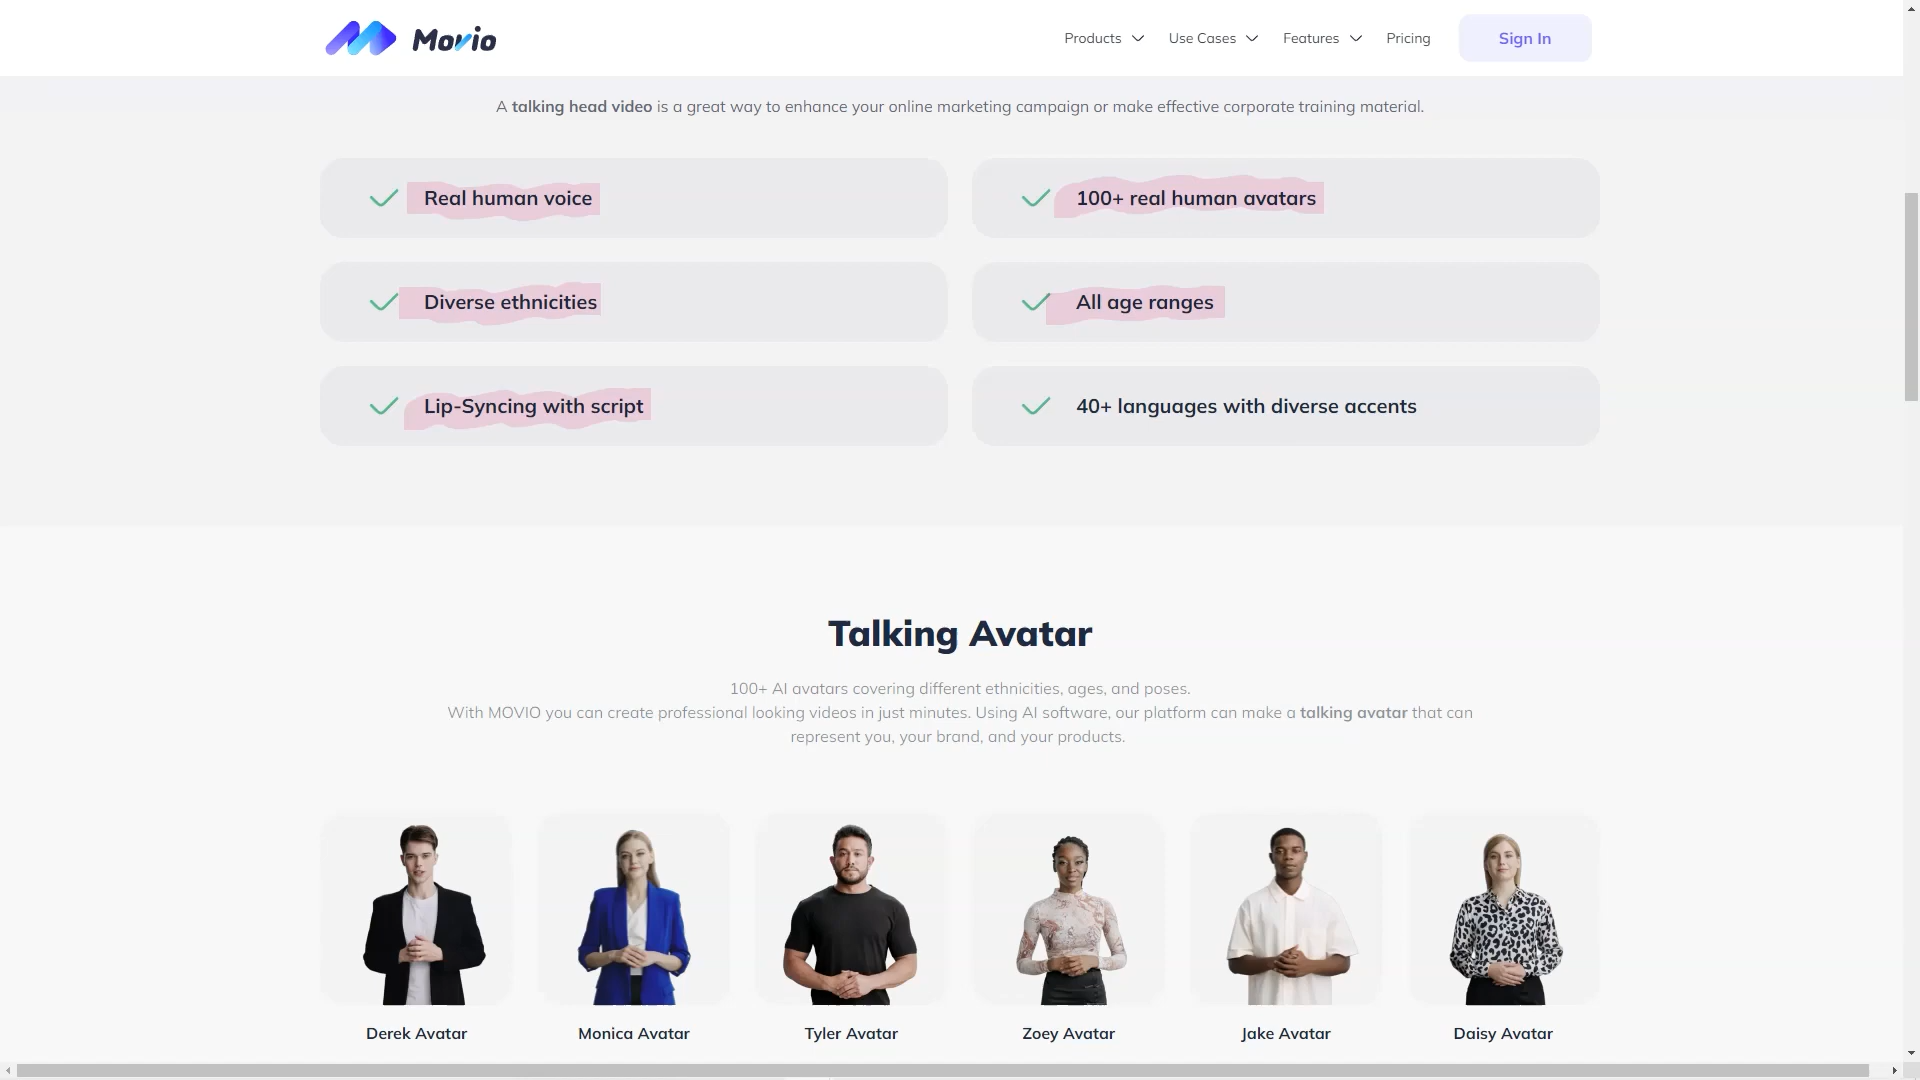 Movio
Products
Use Cases
Features
Pricing
Sign In
A talking head video is a great way to enhance your online marketing campaign or make effective corporate training material.
Real human voice
100+ real human avatars
Diverse ethnicities
All age ranges
Lip-Syncing with script
40+ languages with diverse accents
Talking Avatar
100+ AI avatars covering different ethnicities, ages, and poses.
With MOVIO you can create professional looking videos in just minutes. Using AI software, our platform can make a talking avatar that can
represent you, your brand, and your products.
Derek Avatar
Monica Avatar
Tyler Avatar
Zoey Avatar
Jake Avatar
Daisy Avatar